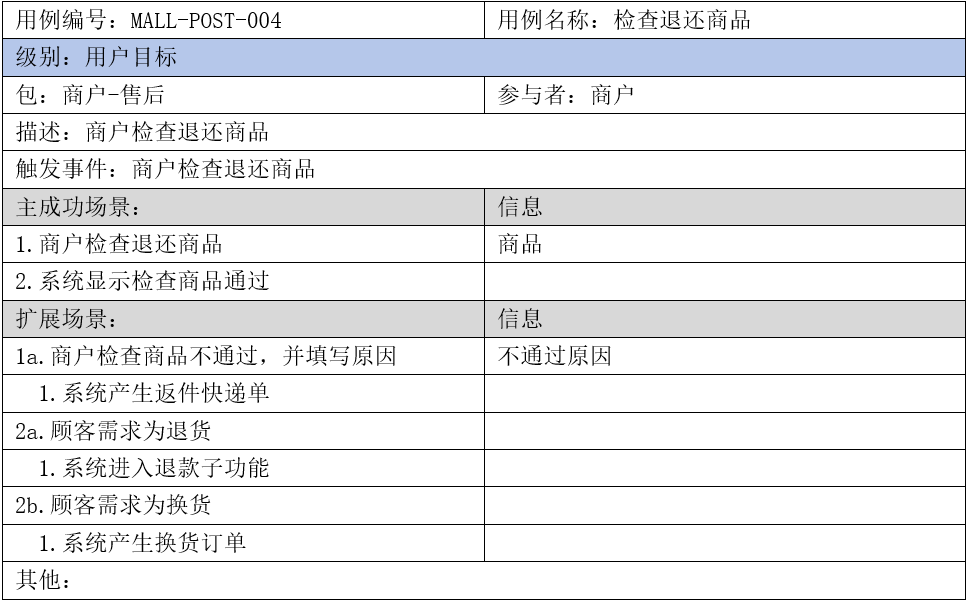 用例编号：MALL-POST-004
用例名称：检查退还商品
级别：用户目标
包：商户-售后
参与者：商户
描述：商户检查退还商品
触发事件：商户检查退还商品
主成功场景：
信息
1.商户检查退还商品
商品
2.系统显示检查商品通过
扩展场景：
信息
1a.商户检查商品不通过，并填写原因
不通过原因
1.系统产生返件快递单
2a.顾客需求为退货
1.系统进入退款子功能
2b.顾客需求为换货
1.系统产生换货订单
其他：